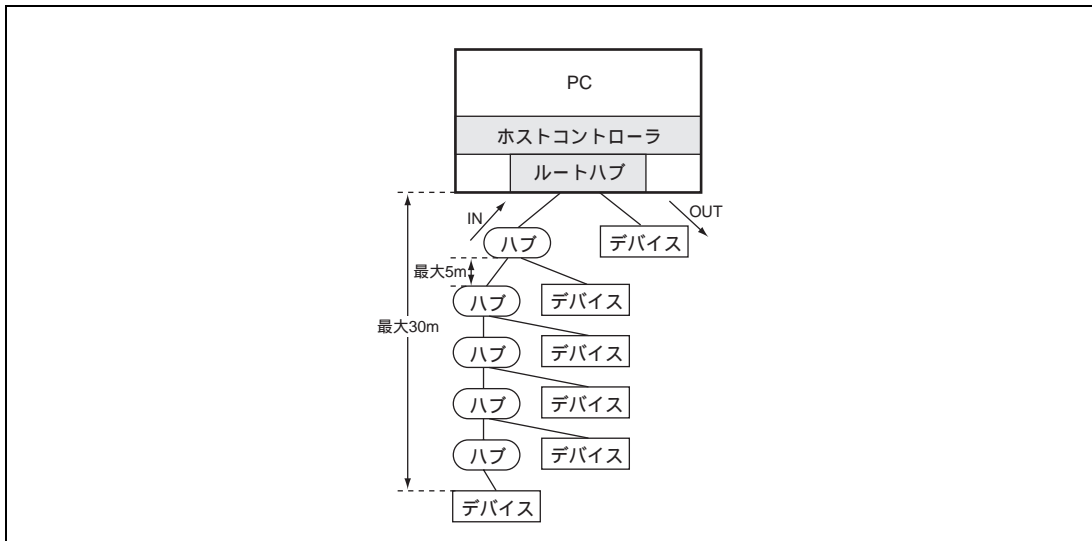 PC
ホストコントローラ
ルートハブ
IN
OUT
ハブ
デバイス
最大5m
ハブ
デバイス
最大30m
ハブ
デバイス
ハブ
デバイス
ハブ
デバイス
デバイス